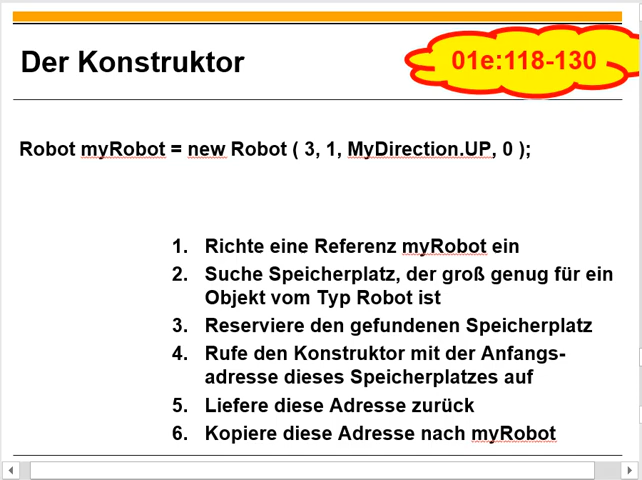 Der Konstruktor
01e:118-130
Robot myRobot = new Robot ( 3, 1, MyDirection.UP, 0 );
1. Richte eine Referenz myRobot ein
2. Suche Speicherplatz, der groß genug für ein
Objekt vom Typ Robot ist
3. Reserviere den gefundenen Speicherplatz
4. Rufe den Konstruktor mit der Anfangs-
adresse dieses Speicherplatzes auf
5. Liefere diese Adresse zurück
6. Kopiere diese Adresse nach myRobot